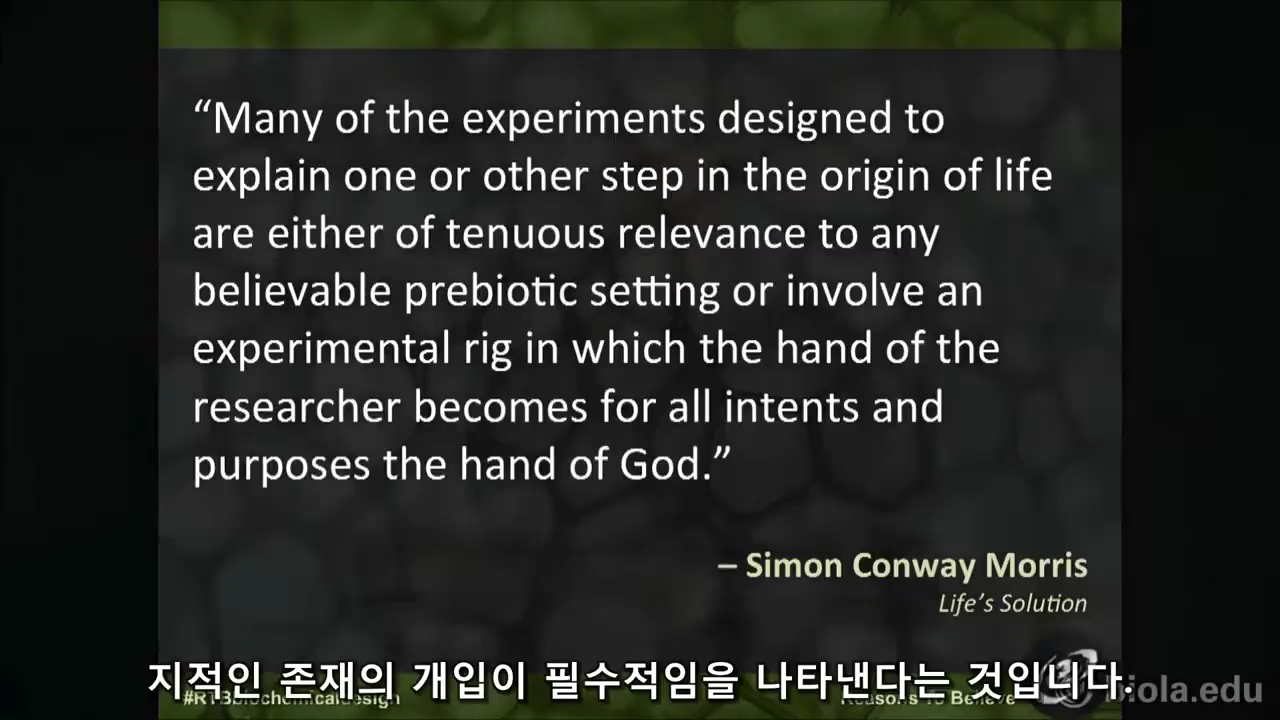 “Many of the experiments designed to
explain one or other step in the origin of life
are either of tenuous relevance to any
believable prebiotic setting or involve an
experimental rig in which the hand of the
researcher becomes for all intents and
purposes the hand of God.”
– Simon Conway Morris
Life’s Solution
지적인 존재의 개입이 필수적임을 나타낸다는 것입니다.
Reasons To Believe
biola.edu